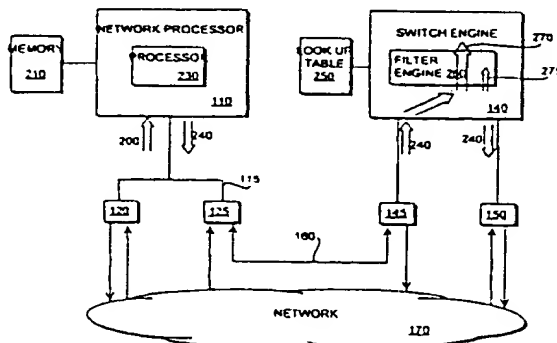 MEMORY
210
NETWORK PROCESSOR
PROCESSOR
230
110
LOOK UP
TABLE
250
SWITCH ENGINE
FILTER
ENGINE
260
270
140
200
240
240
240
115
120
125
145
150
160
NETWORK
170